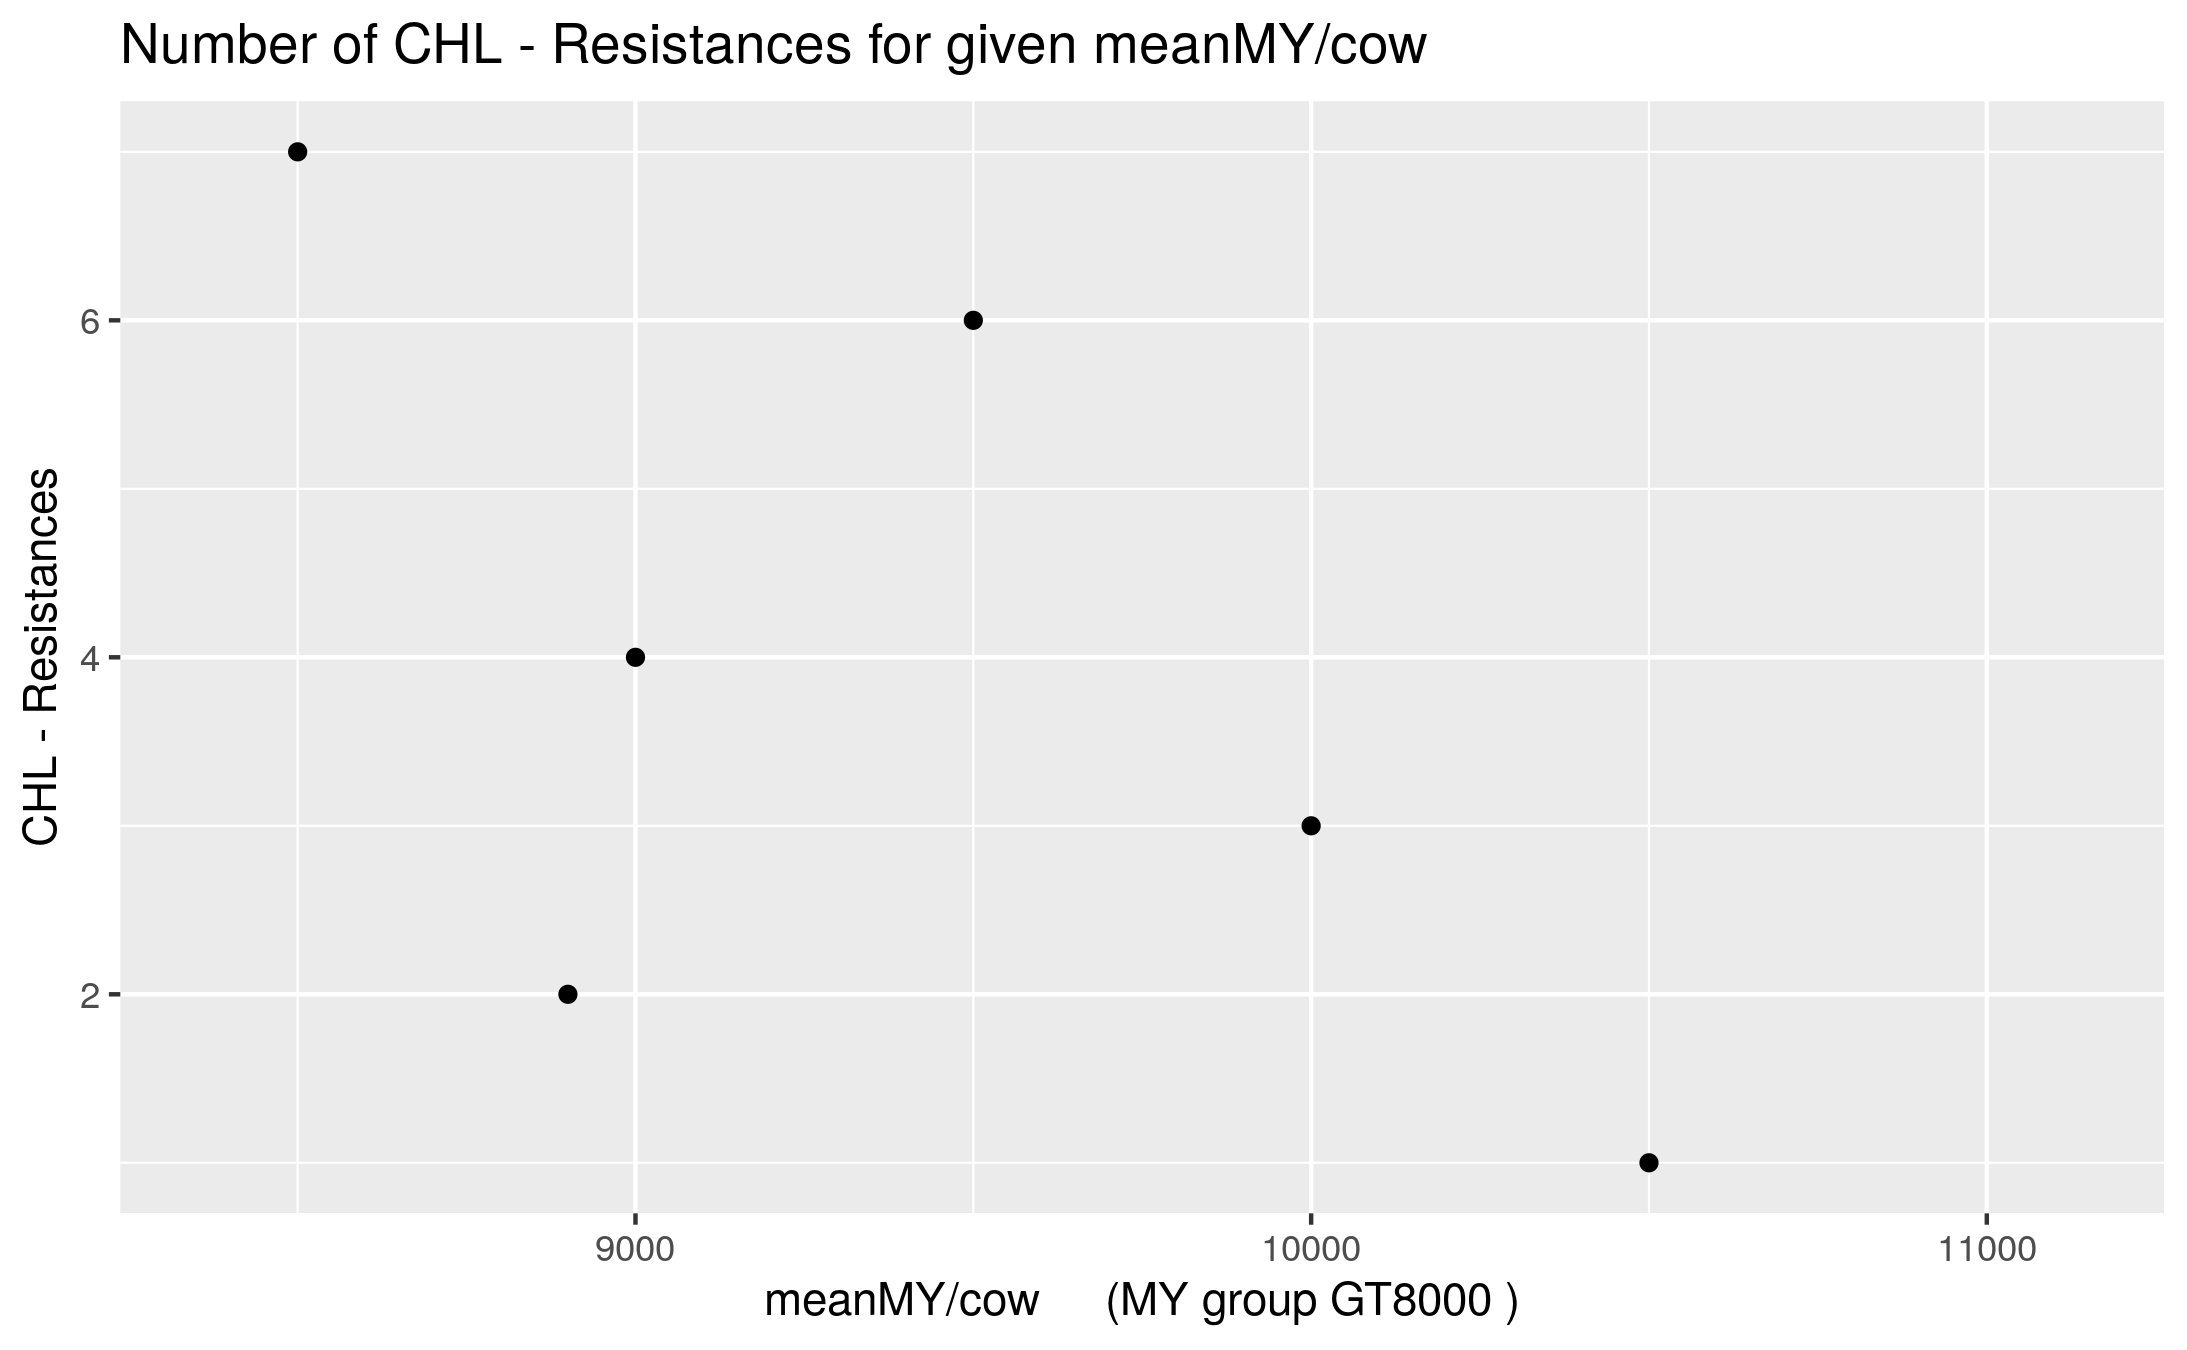 Number of CHL - Resistances for given meanMY/cow
CHL - Resistances
6
4
2
9000
10000
11000
meanMY/cow     (MY group GT8000 )